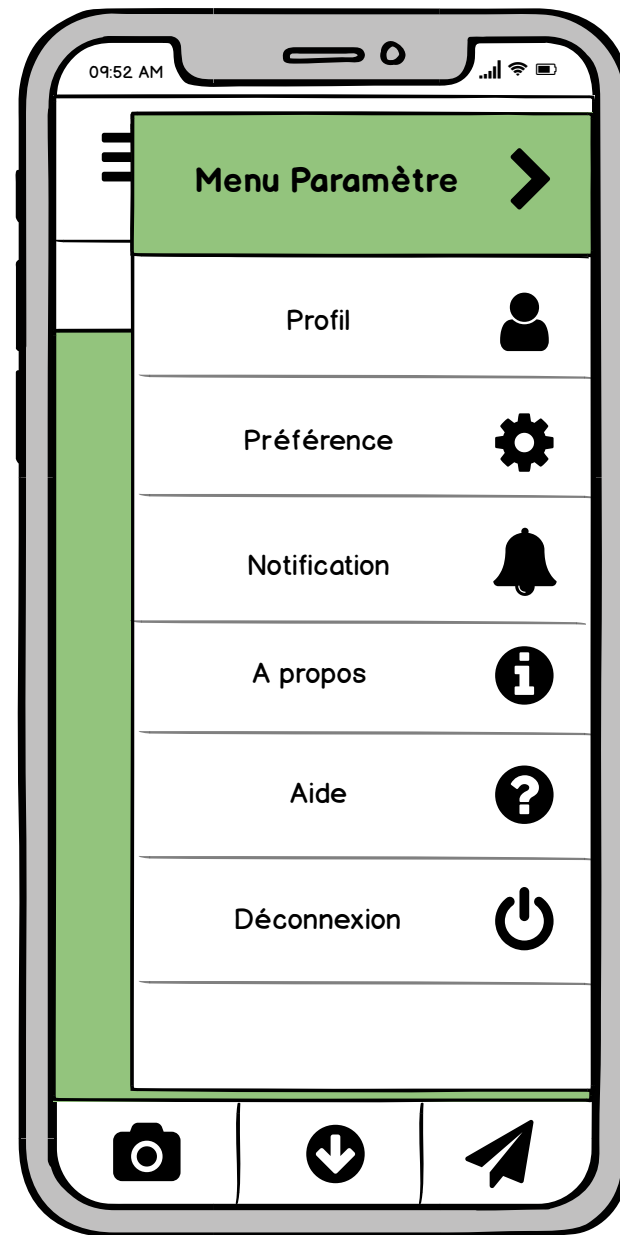 09:52 AM
Menu Paramètre
Profil
Préférence
Notification
A propos
Aide
Déconnexion